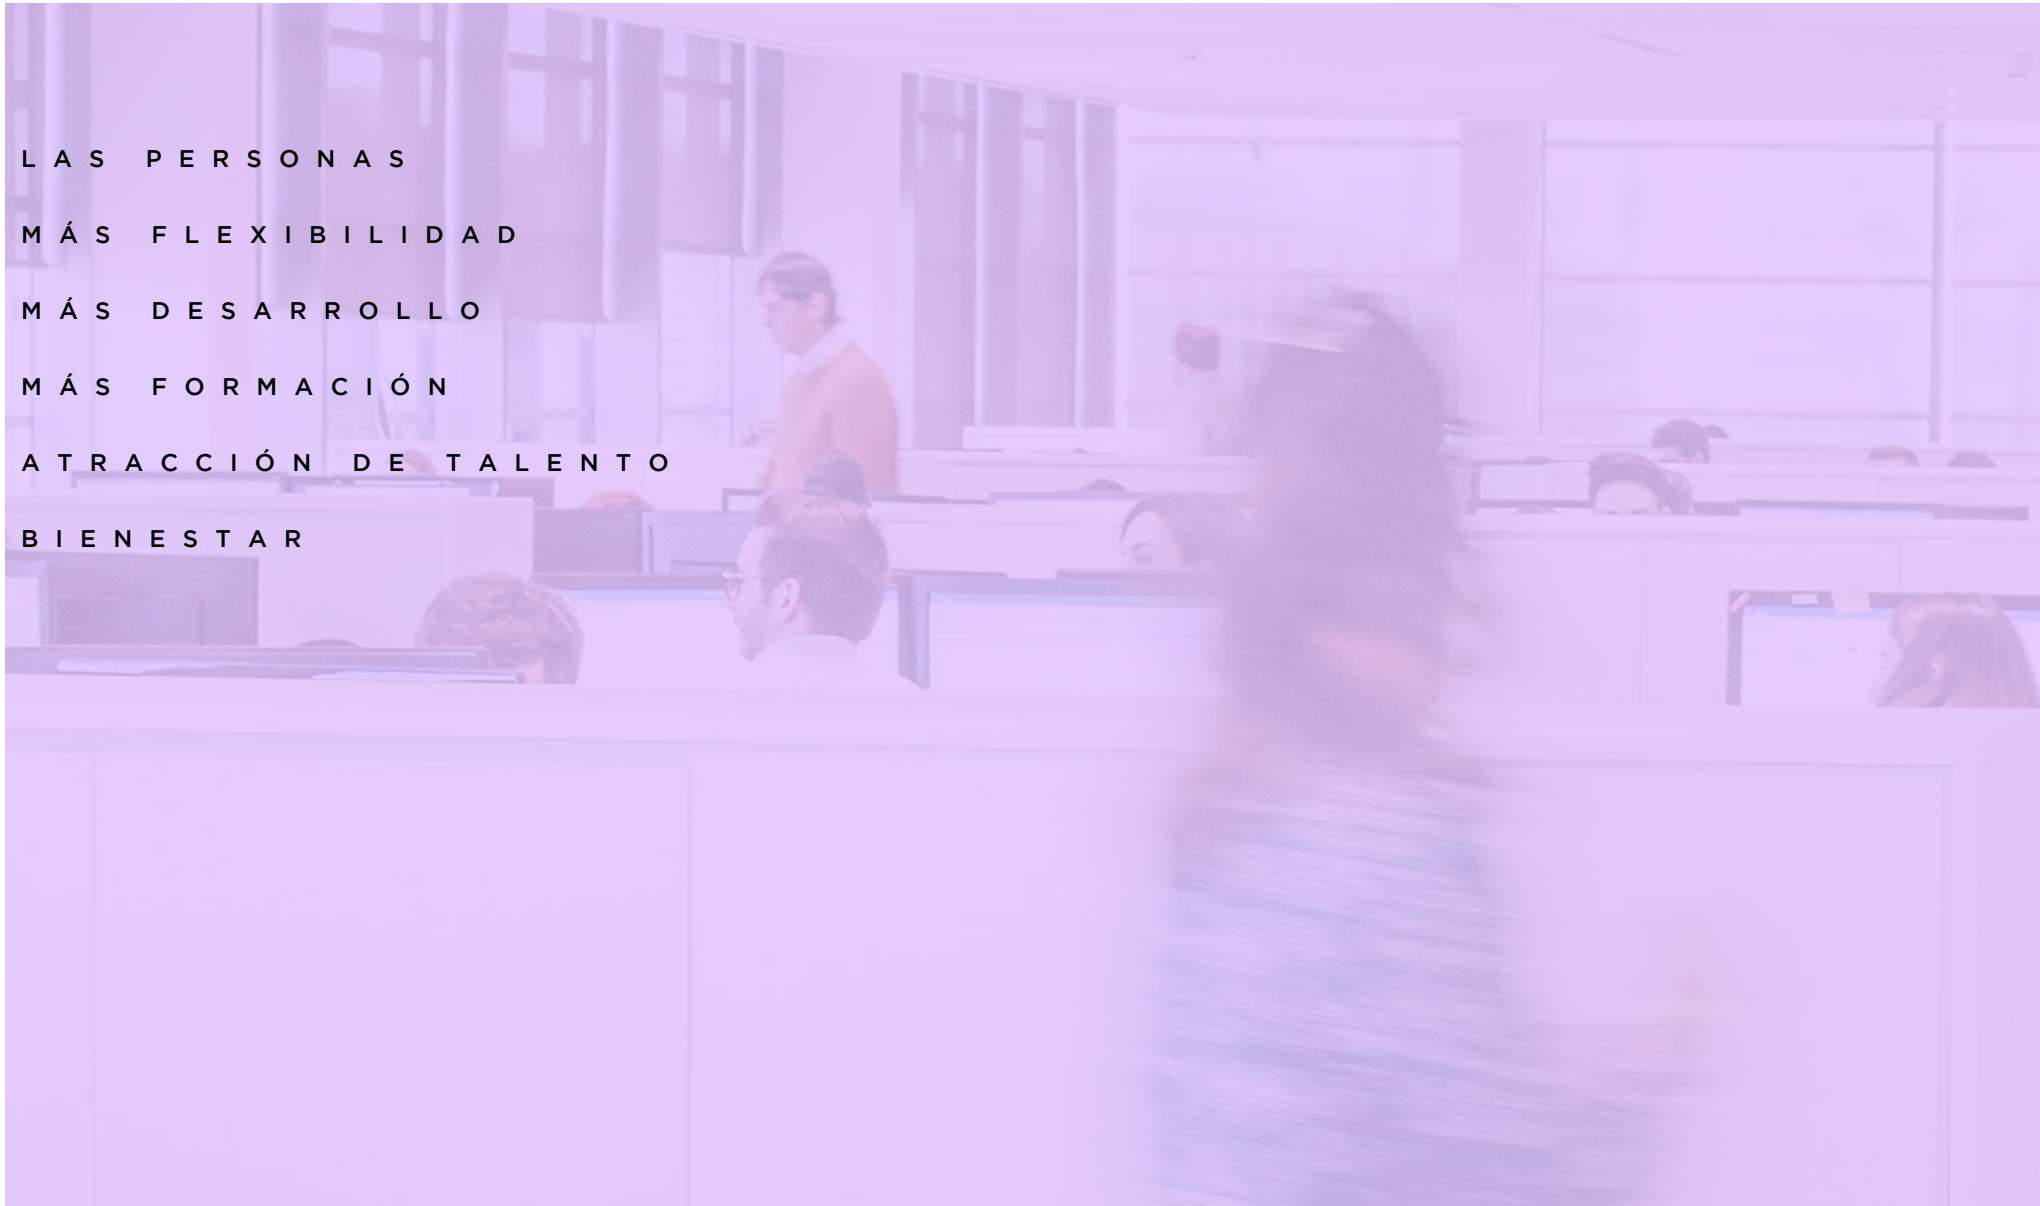 LAS PERSONAS
MÁS FLEXIBILIDAD
MÁS DESARROLLO
MÁS FORMACIÓN
ATRACCIÓN DE TALENTO
BIENESTAR